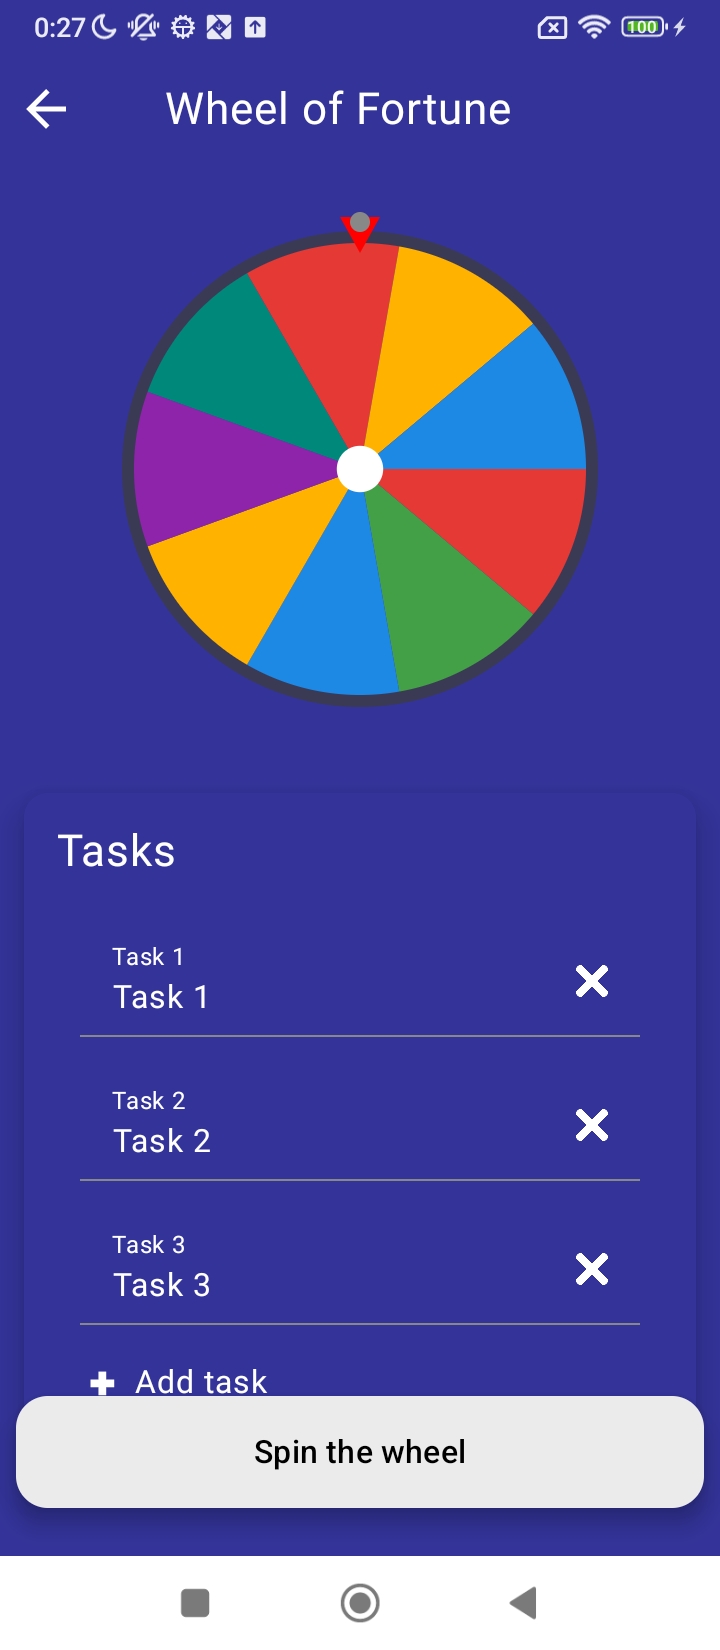 0:27
100
Wheel of Fortune
Tasks
Task 1
Task 1
Task 2
Task 2
Task 3
Task 3
Add task
Spin the wheel